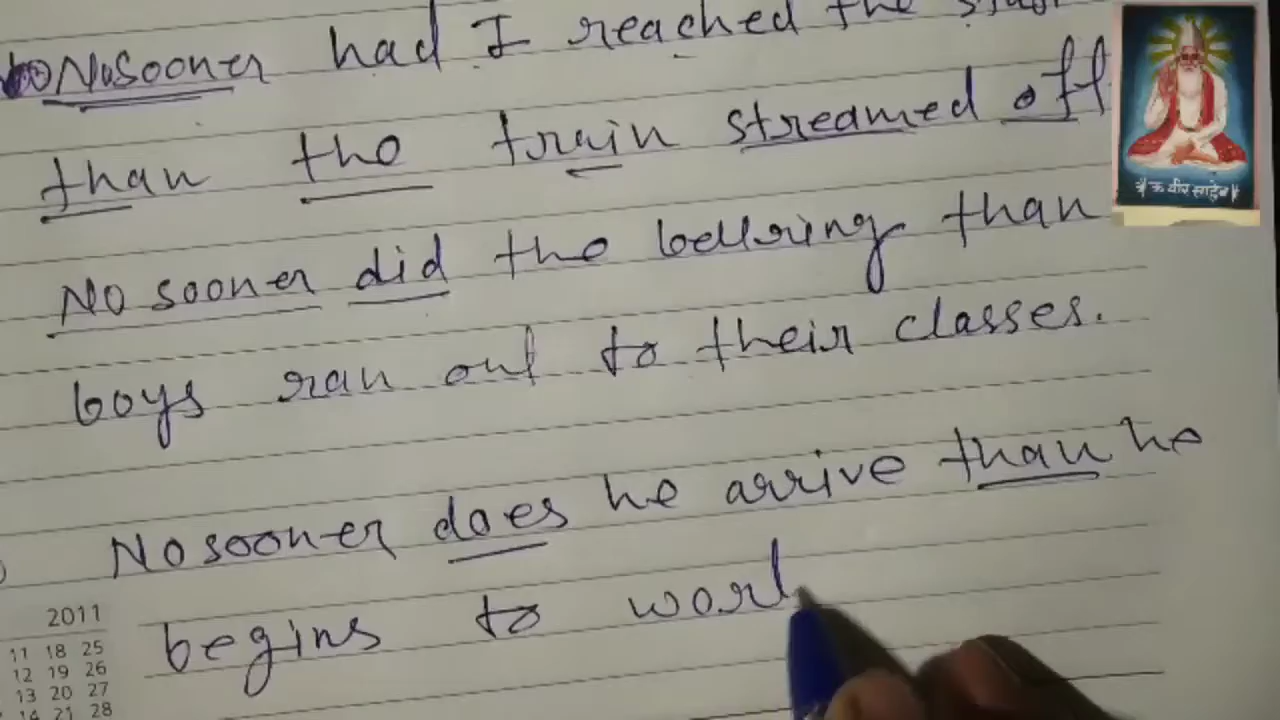 No sooner had I reached the
than the train streamed off
No sooner did the bell ring than
boys ran out to their classes.
No sooner does he arrive than he
begins to wor
2011
11 18 25
12 19 26
13 20 27
14 21 28